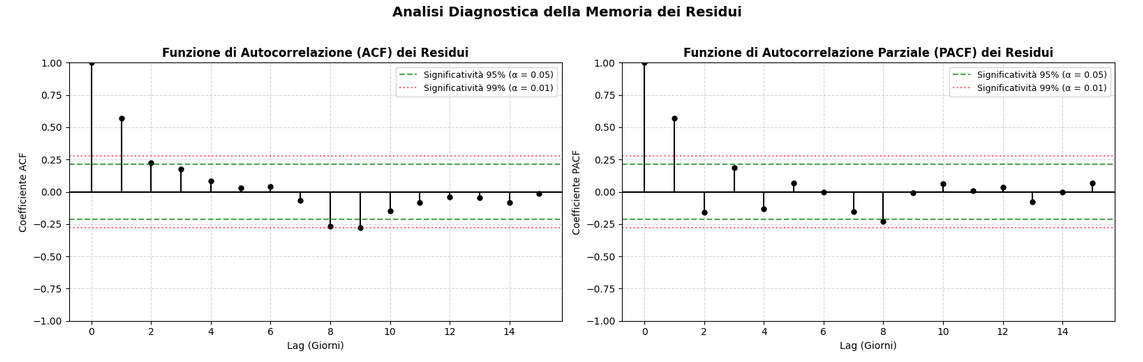 Analisi Diagnostica della Memoria dei Residui
Funzione di Autocorrelazione (ACF) dei Residui
1.00
0.75
0.50
0.25
0.00
−0.25
−0.50
−0.75
−1.00
Coefficiente ACF
Significatività 95% (α = 0.05)
Significatività 99% (α = 0.01)
0 2 4 6 8 10 12 14
Lag (Giorni)
Funzione di Autocorrelazione Parziale (PACF) dei Residui
1.00
0.75
0.50
0.25
0.00
−0.25
−0.50
−0.75
−1.00
Coefficiente PACF
Significatività 95% (α = 0.05)
Significatività 99% (α = 0.01)
0 2 4 6 8 10 12 14
Lag (Giorni)